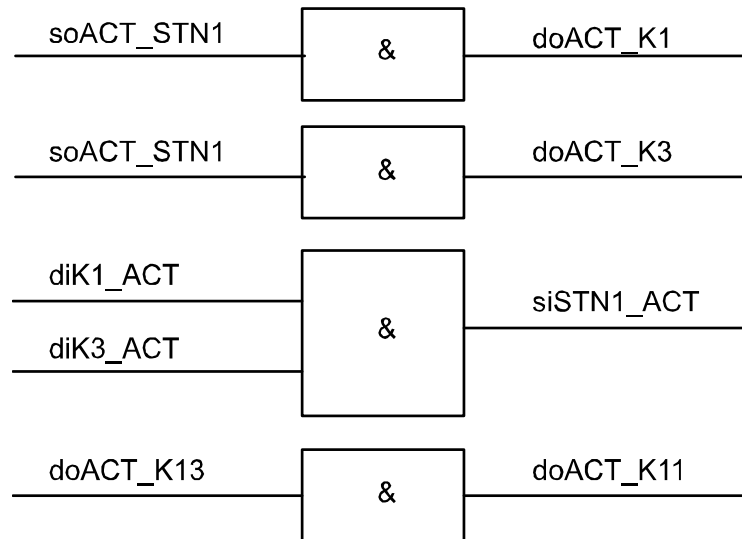 soACT_STN1
&
doACT_K1
soACT_STN1
&
doACT_K3
diK1_ACT
diK3_ACT
&
siSTN1_ACT
doACT_K13
&
doACT_K11